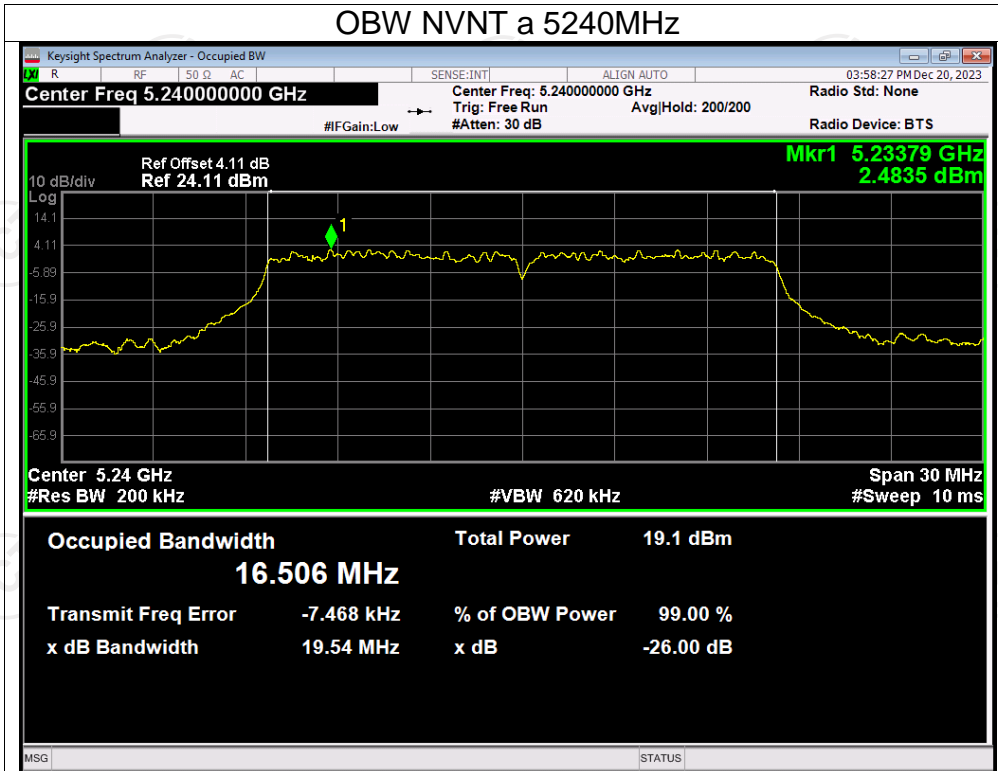 OBW NVNT a 5240MHz
Keysight Spectrum Analyzer - Occupied BW
LXI R RF 50 Ω AC SENSE:INT ALIGN AUTO 03:58:27 PM Dec 20, 2023
Center Freq 5.240000000 GHz Center Freq: 5.240000000 GHz Radio Std: None
Trig: Free Run Avg|Hold: 200/200
#IFGain:Low #Atten: 30 dB Radio Device: BTS
Mkr1 5.23379 GHz
2.4835 dBm
Ref Offset 4.11 dB
10 dB/div Ref 24.11 dBm
Log
14.1
1
4.11
-5.89
-15.9
-25.9
-35.9
-45.9
-55.9
-65.9
Center 5.24 GHz Span 30 MHz
#Res BW 200 kHz #VBW 620 kHz #Sweep 10 ms
Occupied Bandwidth Total Power 19.1 dBm
16.506 MHz
Transmit Freq Error -7.468 kHz % of OBW Power 99.00 %
x dB Bandwidth 19.54 MHz x dB -26.00 dB
MSG STATUS